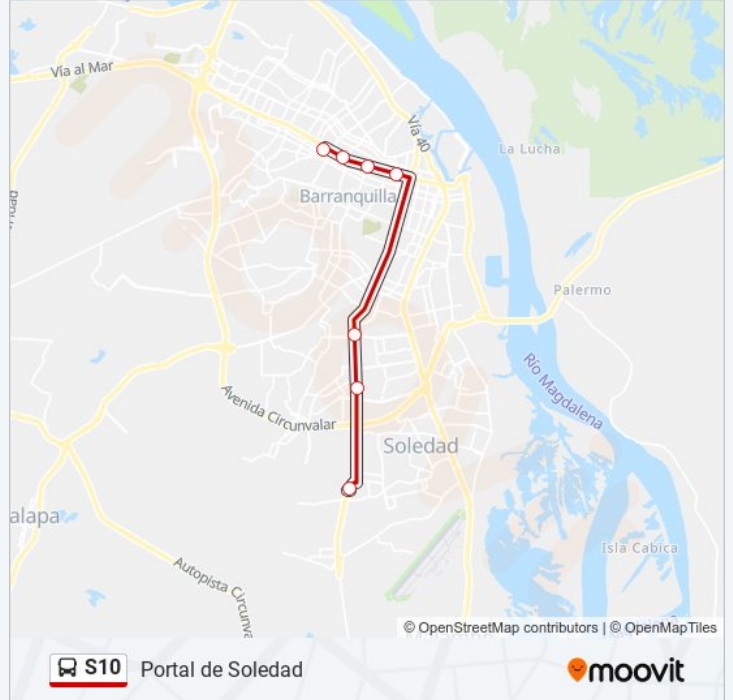 Vía al Mar
Vía 40
La Lucha
Barranquilla
Palermo
Río Magdalena
Avenida Circunvalar
Soledad
alapa
Isla Cabica
Autopista Circunva
© OpenStreetMap contributors | © OpenMapTiles
S10 Portal de Soledad moovit